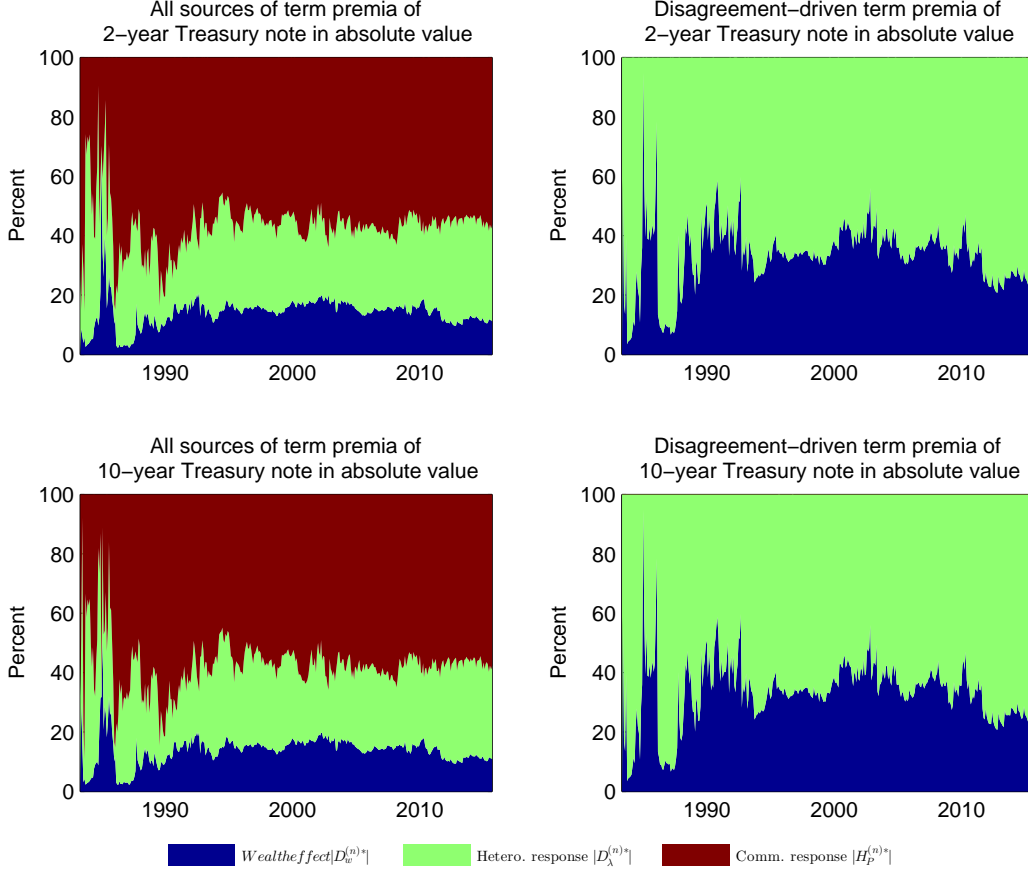 All sources of term premia of
2−year Treasury note in absolute value
Percent
100
80
60
40
20
0
1990 2000 2010
Disagreement−driven term premia of
2−year Treasury note in absolute value
Percent
100
80
60
40
20
0
1990 2000 2010
All sources of term premia of
10−year Treasury note in absolute value
Percent
100
80
60
40
20
0
1990 2000 2010
Disagreement−driven term premia of
10−year Treasury note in absolute value
Percent
100
80
60
40
20
0
1990 2000 2010
Wealtheffect|D_w^{(n)*}| Hetero. response |D_λ^{(n)*}| Comm. response |H_P^{(n)*}|